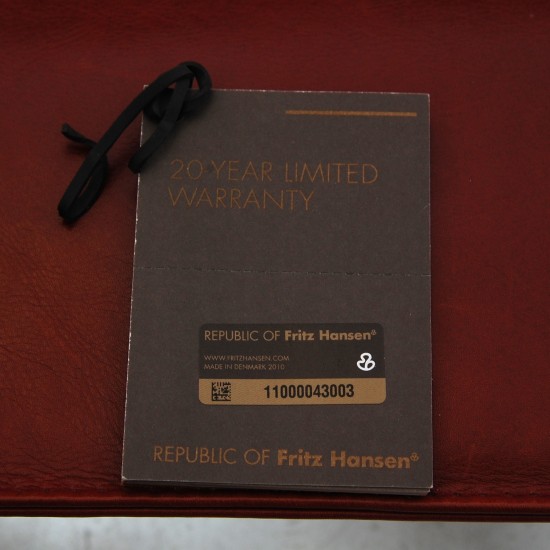 20 YEAR LIMITED
WARRANTY
REPUBLIC OF Fritz Hansen®
WWW.FRITZHANSEN.COM
MADE IN DENMARK 2010
11000043003
REPUBLIC OF Fritz Hansen®